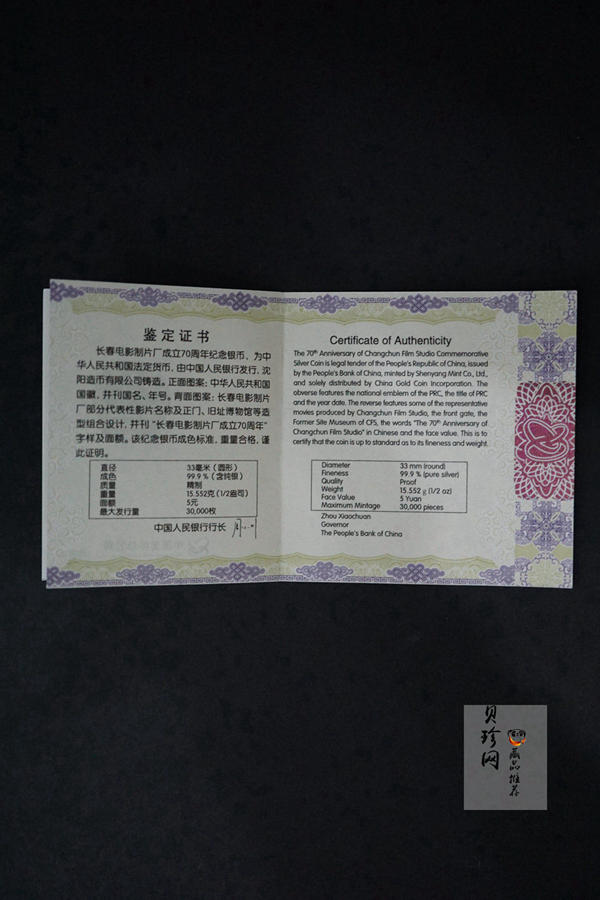 鉴定证书
长春电影制片厂成立70周年纪念银币，为中
华人民共和国法定货币，由中国人民银行发行，沈
阳造币有限公司铸造。正面图案：中华人民共和国
国徽，并刊国名、年号。背面图案：长春电影制片
厂部分代表性影片名称及正门、旧址博物馆等造
型组合设计，并刊“长春电影制片厂成立70周年”
字样及面额。该纪念银币成色标准，重量合格，谨
此证明。
直径 33毫米（圆形）
成色 99.9％（含纯银）
质量 精制
重量 15.552克（1/2盎司）
面额 5元
最大发行量 30,000枚
中国人民银行行长
Certificate of Authenticity
The 70th Anniversary of Changchun Film Studio Commemorative
Silver Coin is legal tender of the People's Republic of China, issued
by the People's Bank of China, minted by Shenyang Mint Co., Ltd.,
and solely distributed by China Gold Coin Incorporation. The
obverse features the national emblem of the PRC, the title of PRC
and the year date. The reverse features some of the representative
movies produced by Changchun Film Studio, the front gate, the
Former Site Museum of CFS, the words "The 70th Anniversary of
Changchun Film Studio" in Chinese and the face value. This is to
certify that the coin is up to standard as to its fineness and weight.
Diameter 33 mm (round)
Fineness 99.9 % (pure silver)
Quality Proof
Weight 15.552 g (1/2 oz)
Face Value 5 Yuan
Maximum Mintage 30,000 pieces
Zhou Xiaochuan
Governor
The People's Bank of China
贝珍网
藏品推荐